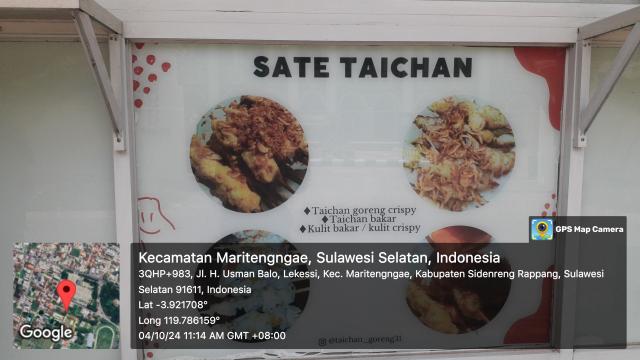 SATE TAICHAN
♦Taichan goreng crispy
♦Taichan bakar
♦Kulit bakar / kulit crispy
GPS Map Camera
Kecamatan Maritengngae, Sulawesi Selatan, Indonesia
3QHP+983, Jl. H. Usman Balo, Lekessi, Kec. Maritengngae, Kabupaten Sidenreng Rappang, Sulawesi
Selatan 91611, Indonesia
Lat -3.921708°
Long 119.786159°
04/10/24 11:14 AM GMT +08:00
Google
@taichan_goreng31